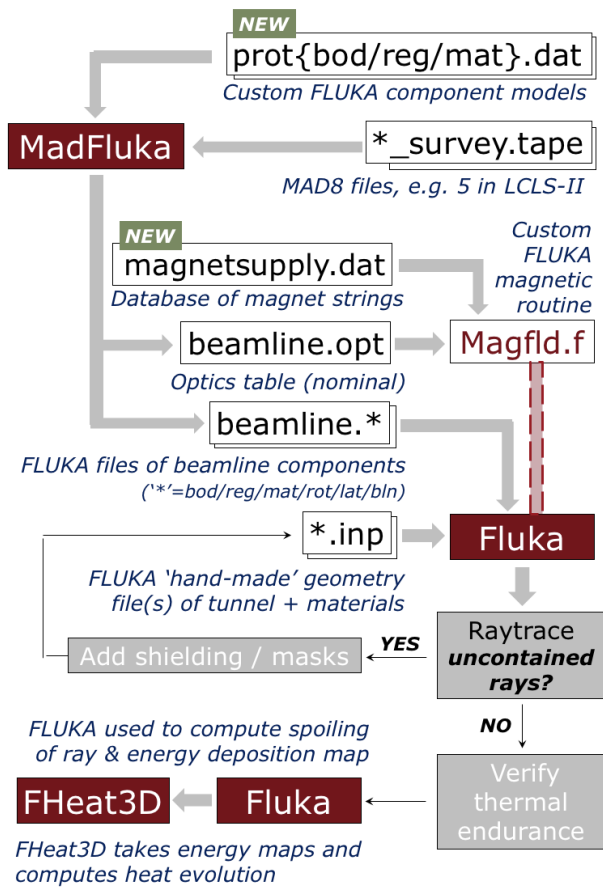 NEW
prot{bod/reg/mat}.dat
Custom FLUKA component models
MadFluka
*_survey.tape
MAD8 files, e.g. 5 in LCLS-II
NEW
magnetsupply.dat
Database of magnet strings
Custom
FLUKA
magnetic
routine
beamline.opt
Magfld.f
Optics table (nominal)
beamline.*
FLUKA files of beamline components
(‘*’=bod/reg/mat/rot/lat/bln)
*.inp
Fluka
FLUKA ‘hand-made’ geometry
file(s) of tunnel + materials
Raytrace
uncontained
rays?
YES
Add shielding / masks
NO
FLUKA used to compute spoiling
of ray & energy deposition map
Verify
thermal
endurance
FHeat3D
Fluka
FHeat3D takes energy maps and
computes heat evolution